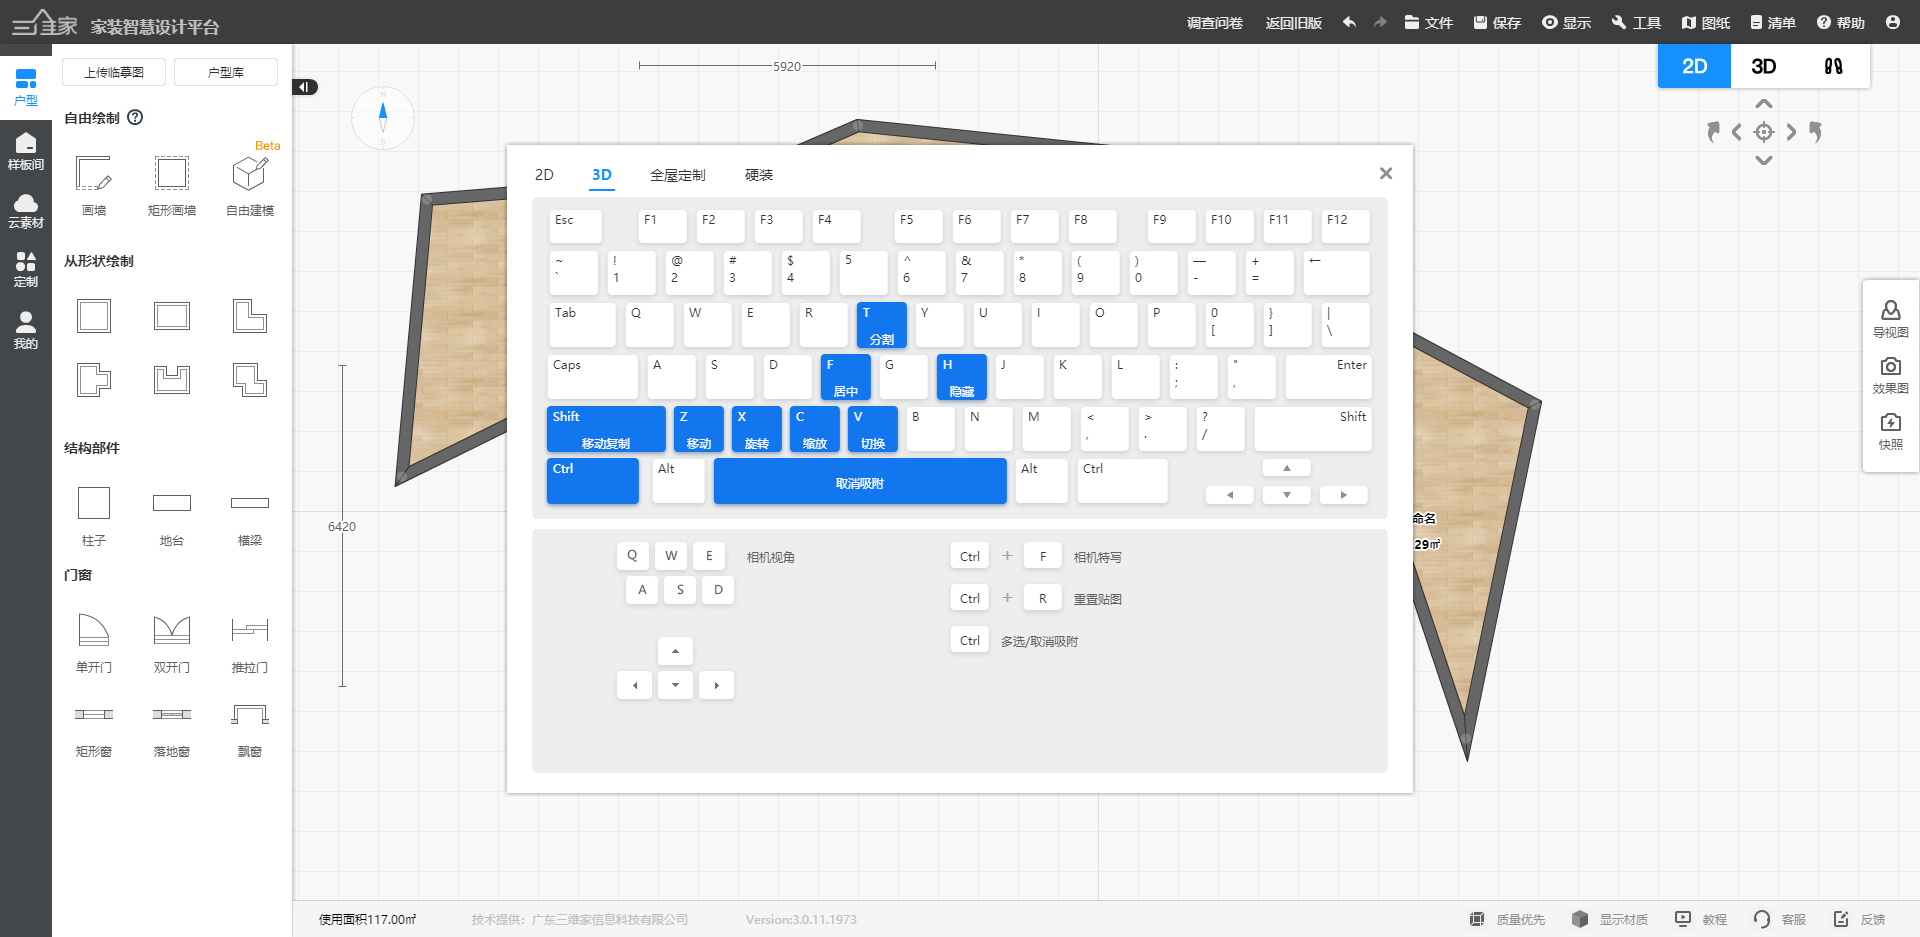 三维家 家装智慧设计平台
调查问卷 返回旧版 文件 保存 显示 工具 图纸 清单 帮助
户型
样板间
云素材
定制
我的
上传临摹图 户型库
自由绘制
Beta
画墙 矩形画墙 自由建模
从形状绘制
结构部件
柱子 地台 横梁
门窗
单开门 双开门 推拉门
矩形窗 落地窗 飘窗
5920
N
S
6420
2D 3D
2D 3D 全屋定制 硬装
Esc F1 F2 F3 F4 F5 F6 F7 F8 F9 F10 F11 F12
~ ! @ # $ 5 ^ & * ( ) — + ←
` 1 2 3 4 6 7 8 9 0 - =
Tab Q W E R T Y U I O P 0 } |
分割 [ ] \
Caps A S D F G H J K L : " Enter
居中 隐藏 ; ,
Shift Z X C V B N M < > ? Shift
移动复制 移动 旋转 缩放 切换 , . /
Ctrl Alt 取消吸附 Alt Ctrl
Q W E 相机视角
A S D
Ctrl + F 相机特写
Ctrl + R 重置贴图
Ctrl 多选/取消吸附
导视图
效果图
快照
命名
29㎡
使用面积117.00㎡ 技术提供：广东三维家信息科技有限公司 Version:3.0.11.1973
质量优先 显示材质 教程 客服 反馈